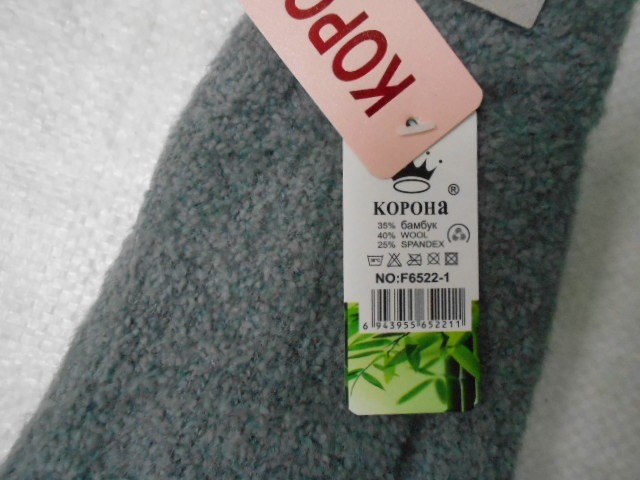 КОРО
®
КОРОНа
35% бамбук
40% WOOL
25% SPANDEX
NO:F6522-1
6 943955 652211